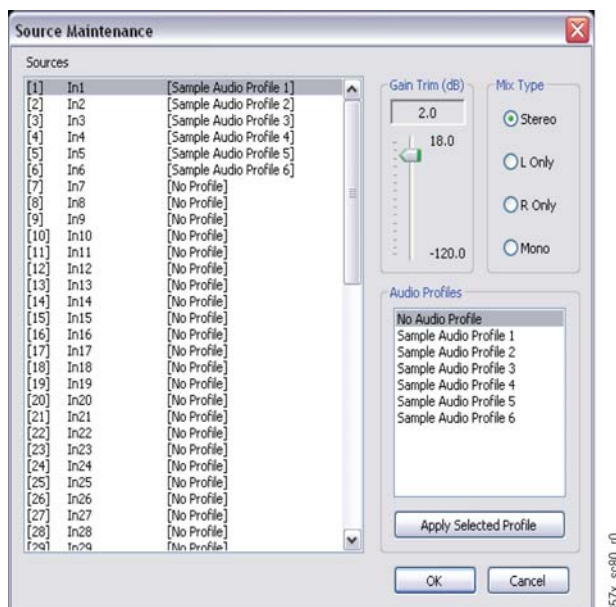 Source Maintenance
Sources
[1] In1 [Sample Audio Profile 1]
[2] In2 [Sample Audio Profile 2]
[3] In3 [Sample Audio Profile 3]
[4] In4 [Sample Audio Profile 4]
[5] In5 [Sample Audio Profile 5]
[6] In6 [Sample Audio Profile 6]
[7] In7 [No Profile]
[8] In8 [No Profile]
[9] In9 [No Profile]
[10] In10 [No Profile]
[11] In11 [No Profile]
[12] In12 [No Profile]
[13] In13 [No Profile]
[14] In14 [No Profile]
[15] In15 [No Profile]
[16] In16 [No Profile]
[17] In17 [No Profile]
[18] In18 [No Profile]
[19] In19 [No Profile]
[20] In20 [No Profile]
[21] In21 [No Profile]
[22] In22 [No Profile]
[23] In23 [No Profile]
[24] In24 [No Profile]
[25] In25 [No Profile]
[26] In26 [No Profile]
[27] In27 [No Profile]
[28] In28 [No Profile]
[29] In29 [No Profile]
Gain Trim (dB)
2.0
18.0
-120.0
Mix Type
Stereo
L Only
R Only
Mono
Audio Profiles
No Audio Profile
Sample Audio Profile 1
Sample Audio Profile 2
Sample Audio Profile 3
Sample Audio Profile 4
Sample Audio Profile 5
Sample Audio Profile 6
Apply Selected Profile
OK
Cancel
57x_sc80_r0